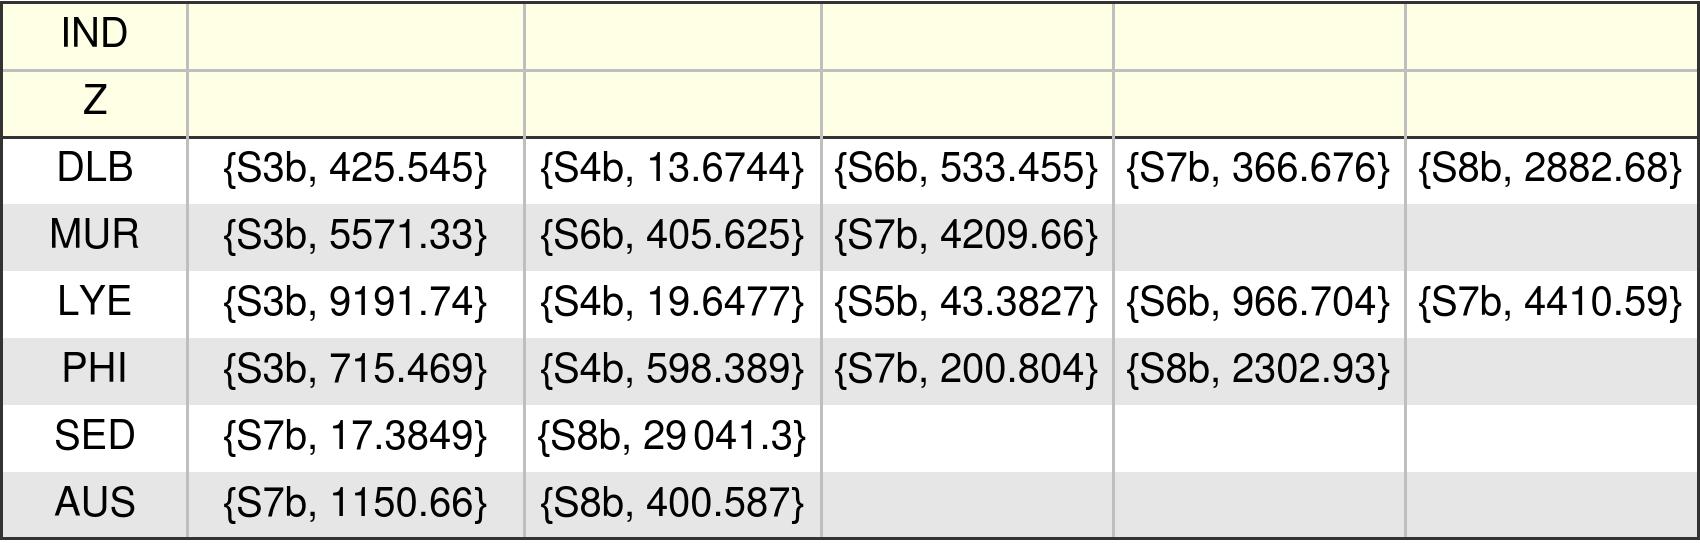 IND
Z
DLB {S3b, 425.545} {S4b, 13.6744} {S6b, 533.455} {S7b, 366.676} {S8b, 2882.68}
MUR {S3b, 5571.33} {S6b, 405.625} {S7b, 4209.66}
LYE {S3b, 9191.74} {S4b, 19.6477} {S5b, 43.3827} {S6b, 966.704} {S7b, 4410.59}
PHI {S3b, 715.469} {S4b, 598.389} {S7b, 200.804} {S8b, 2302.93}
SED {S7b, 17.3849} {S8b, 29 041.3}
AUS {S7b, 1150.66} {S8b, 400.587}